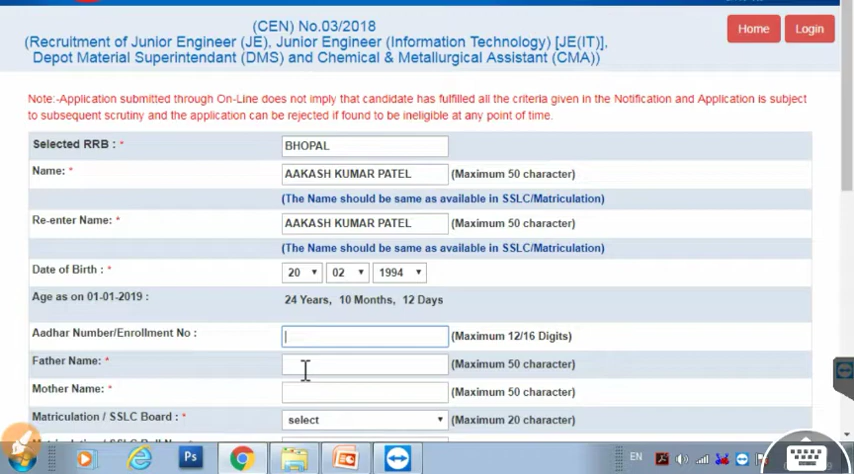 (CEN) No.03/2018
(Recruitment of Junior Engineer (JE), Junior Engineer (Information Technology) [JE(IT)],
Depot Material Superintendant (DMS) and Chemical & Metallurgical Assistant (CMA))
Home Login
Note:-Application submitted through On-Line does not imply that candidate has fulfilled all the criteria given in the Notification and Application is subject
to subsequent scrutiny and the application can be rejected if found to be ineligible at any point of time.
Selected RRB : * BHOPAL
Name: * AAKASH KUMAR PATEL (Maximum 50 character)
(The Name should be same as available in SSLC/Matriculation)
Re-enter Name: * AAKASH KUMAR PATEL (Maximum 50 character)
(The Name should be same as available in SSLC/Matriculation)
Date of Birth : * 20 02 1994
Age as on 01-01-2019 : 24 Years, 10 Months, 12 Days
Aadhar Number/Enrollment No : (Maximum 12/16 Digits)
Father Name: * (Maximum 50 character)
Mother Name: * (Maximum 50 character)
Matriculation / SSLC Board : * select (Maximum 20 character)
Ps EN